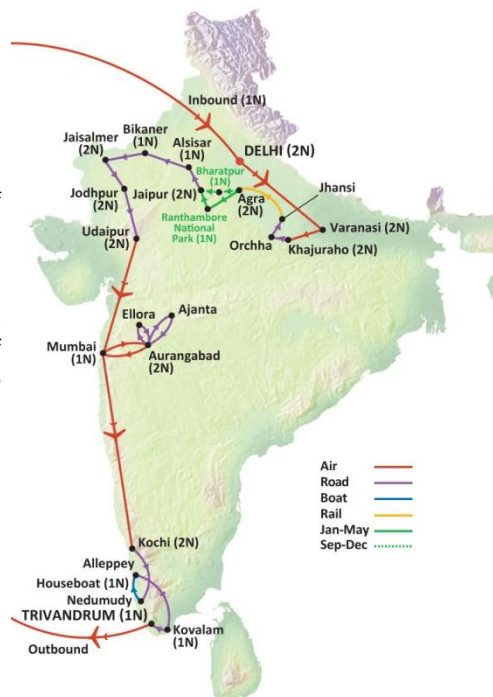 Inbound (1N)
DELHI (2N)
Bikaner
(1N)
Alsisar
(1N)
Jaisalmer
(2N)
Bharatpur
(1N)
Jodhpur
(2N)
Jaipur (2N)
Agra
(2N)
Jhansi
Ranthambore
National
Park (1N)
Udaipur
(2N)
Orchha
Varanasi (2N)
Khajuraho (2N)
Ellora
Ajanta
Mumbai
(1N)
Aurangabad
(2N)
Air
Road
Boat
Rail
Jan-May
Sep-Dec
Kochi (2N)
Alleppey
Houseboat (1N)
Nedumudy
TRIVANDRUM (1N)
Kovalam
(1N)
Outbound